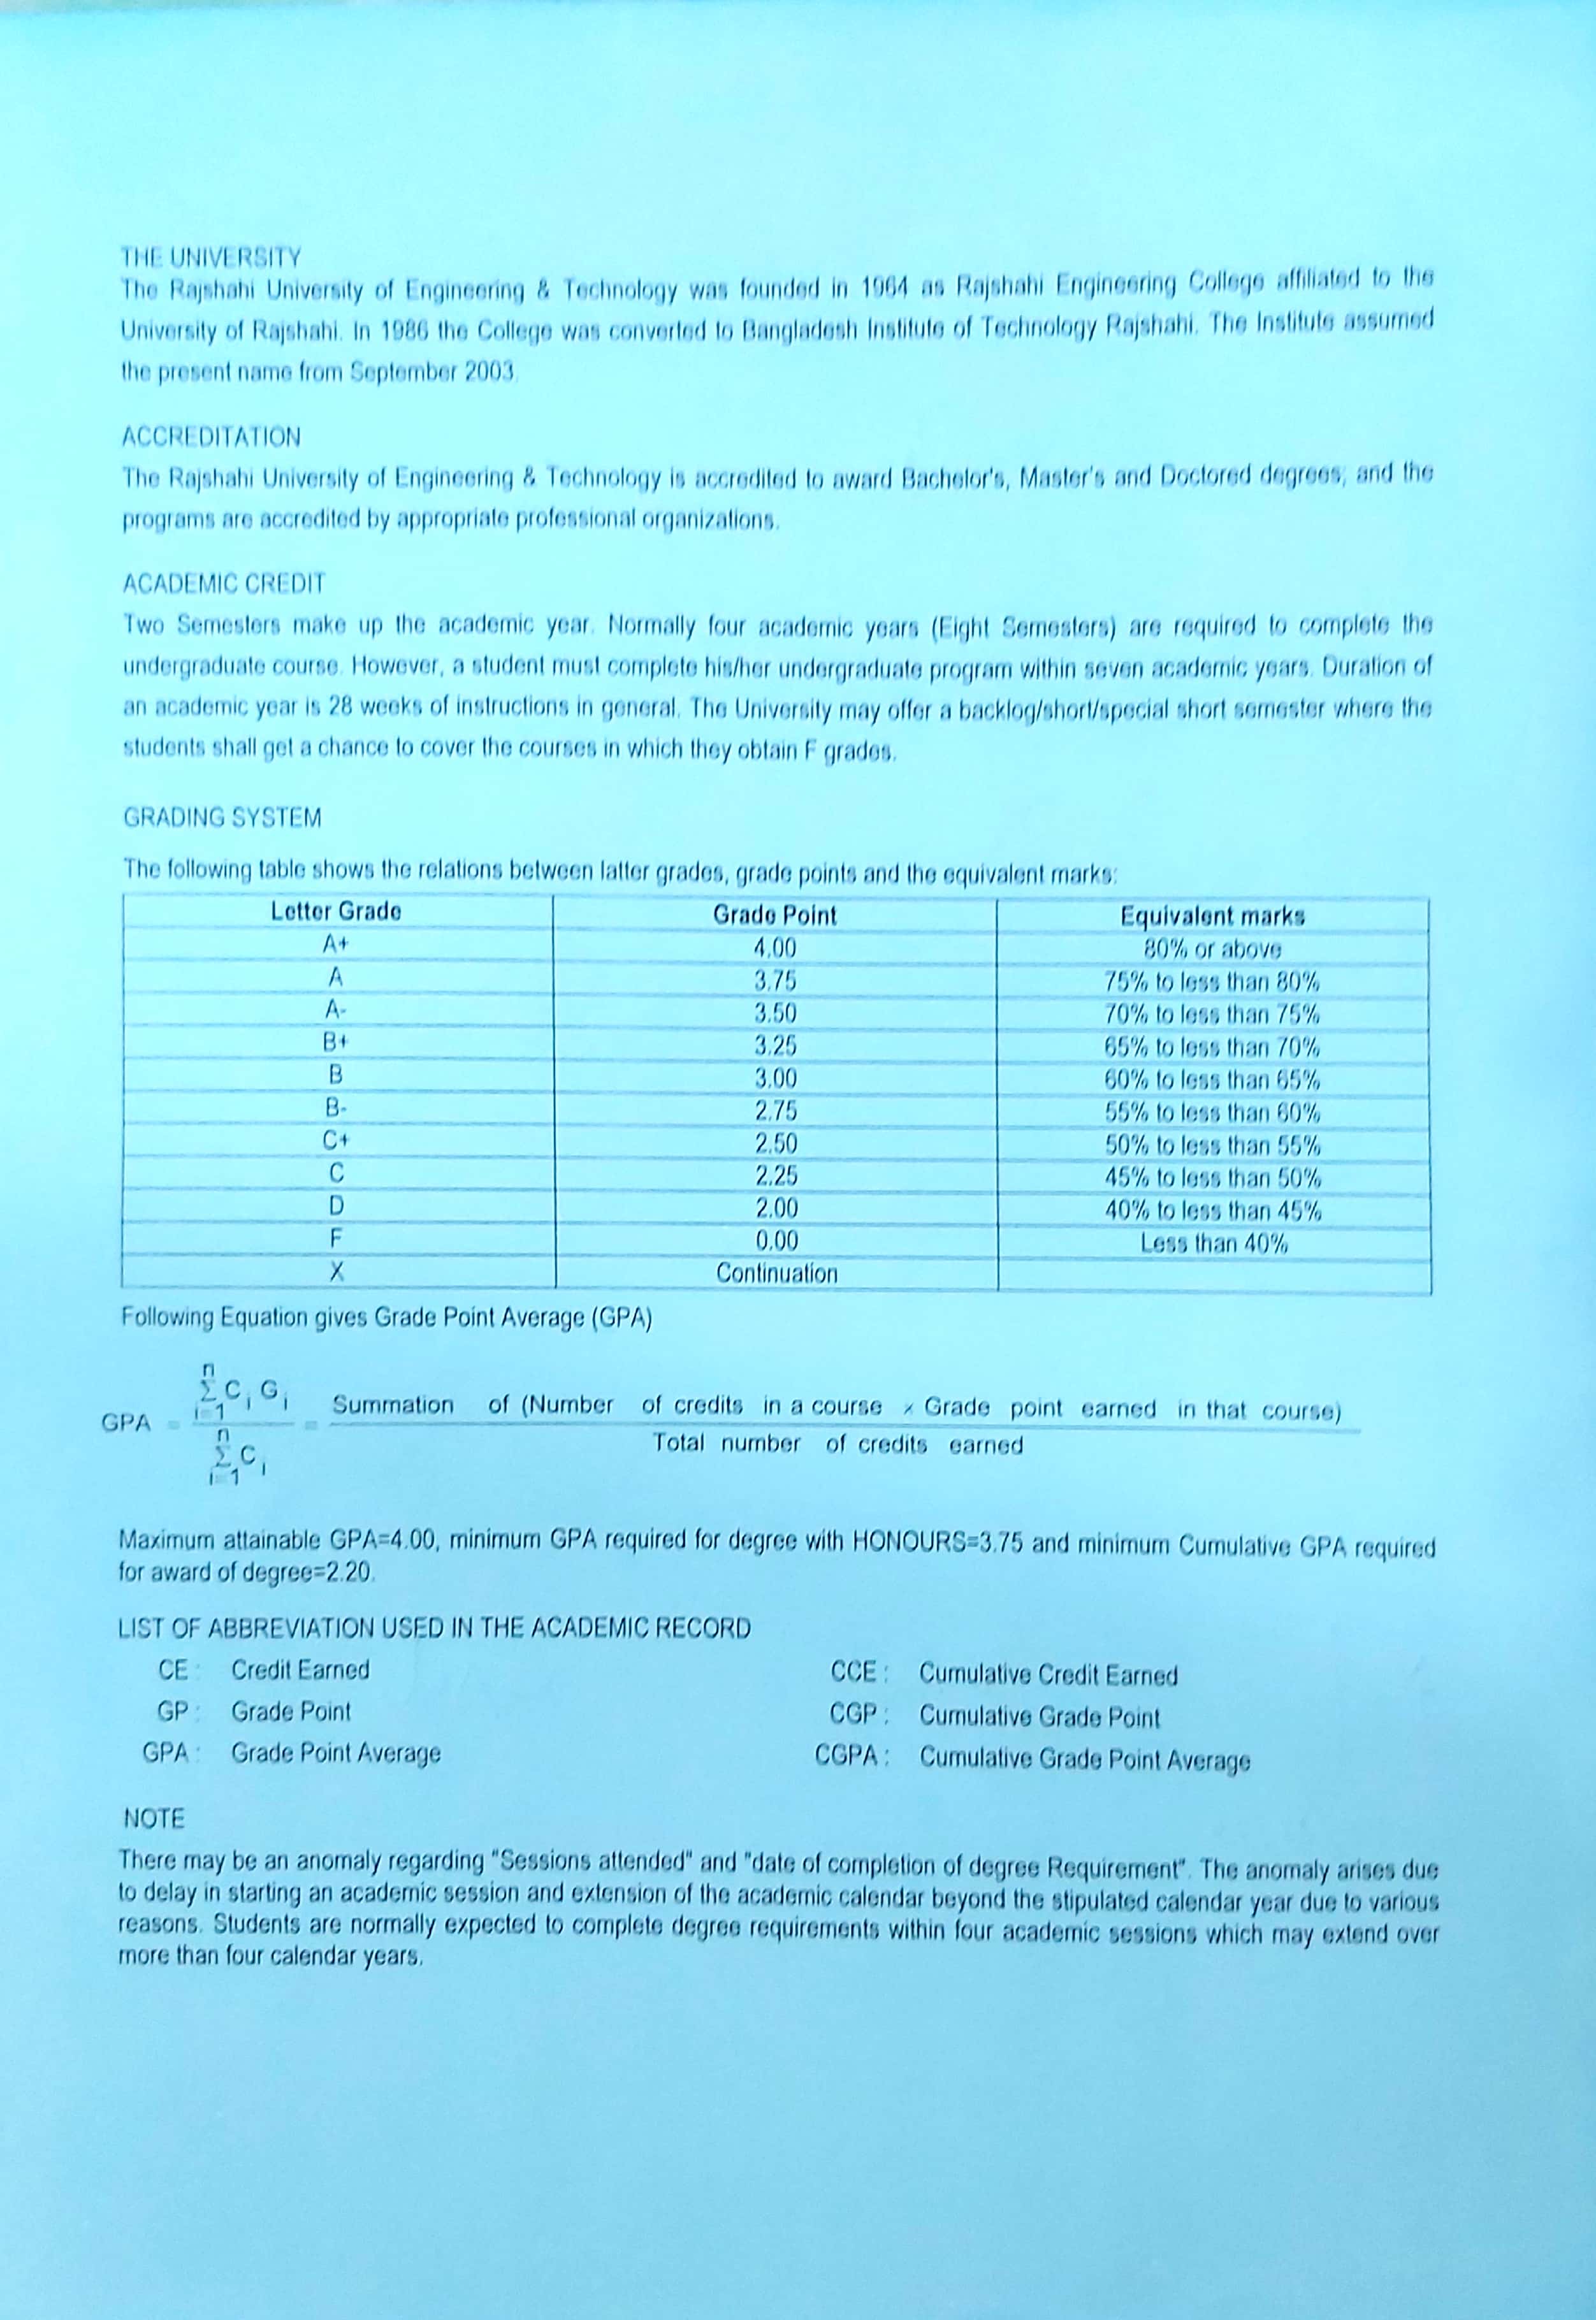 THE UNIVERSITY
The Rajshahi University of Engineering & Technology was founded in 1964 as Rajshahi Engineering College affiliated to the
University of Rajshahi. In 1986 the College was converted to Bangladesh Institute of Technology Rajshahi. The Institute assumed
the present name from September 2003.
ACCREDITATION
The Rajshahi University of Engineering & Technology is accredited to award Bachelor's, Master's and Doctored degrees; and the
programs are accredited by appropriate professional organizations.
ACADEMIC CREDIT
Two Semesters make up the academic year. Normally four academic years (Eight Semesters) are required to complete the
undergraduate course. However, a student must complete his/her undergraduate program within seven academic years. Duration of
an academic year is 28 weeks of instructions in general. The University may offer a backlog/short/special short semester where the
students shall get a chance to cover the courses in which they obtain F grades.
GRADING SYSTEM
The following table shows the relations between latter grades, grade points and the equivalent marks:
Letter Grade Grade Point Equivalent marks
A+ 4.00 80% or above
A 3.75 75% to less than 80%
A- 3.50 70% to less than 75%
B+ 3.25 65% to less than 70%
B 3.00 60% to less than 65%
B- 2.75 55% to less than 60%
C+ 2.50 50% to less than 55%
C 2.25 45% to less than 50%
D 2.00 40% to less than 45%
F 0.00 Less than 40%
X Continuation
Following Equation gives Grade Point Average (GPA)
n
Σ C i G i
i=1
GPA = = Summation of (Number of credits in a course × Grade point earned in that course)
Total number of credits earned
n
Σ C i
i=1
Maximum attainable GPA=4.00, minimum GPA required for degree with HONOURS=3.75 and minimum Cumulative GPA required
for award of degree=2.20.
LIST OF ABBREVIATION USED IN THE ACADEMIC RECORD
CE : Credit Earned CCE : Cumulative Credit Earned
GP : Grade Point CGP : Cumulative Grade Point
GPA : Grade Point Average CGPA : Cumulative Grade Point Average
NOTE
There may be an anomaly regarding "Sessions attended" and "date of completion of degree Requirement". The anomaly arises due
to delay in starting an academic session and extension of the academic calendar beyond the stipulated calendar year due to various
reasons. Students are normally expected to complete degree requirements within four academic sessions which may extend over
more than four calendar years.